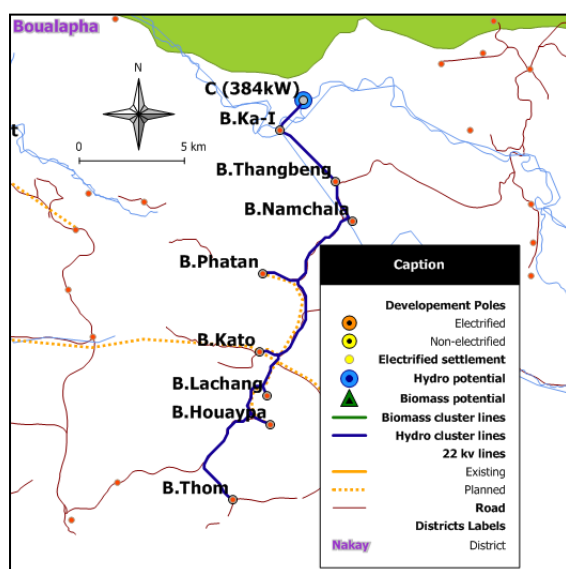 Boualapha
N
C (384kW)
B.Ka-I
t
0 5 km
B.Thangbeng
B.Namchala
B.Phatan
B.Kato
B.Lachang
B.Houaypa
B.Thom
Caption
Developement Poles
Electrified
Non-electrified
Electrified settlement
Hydro potential
Biomass potential
Biomass cluster lines
Hydro cluster lines
22 kv lines
Existing
Planned
Road
Districts Labels
Nakay District